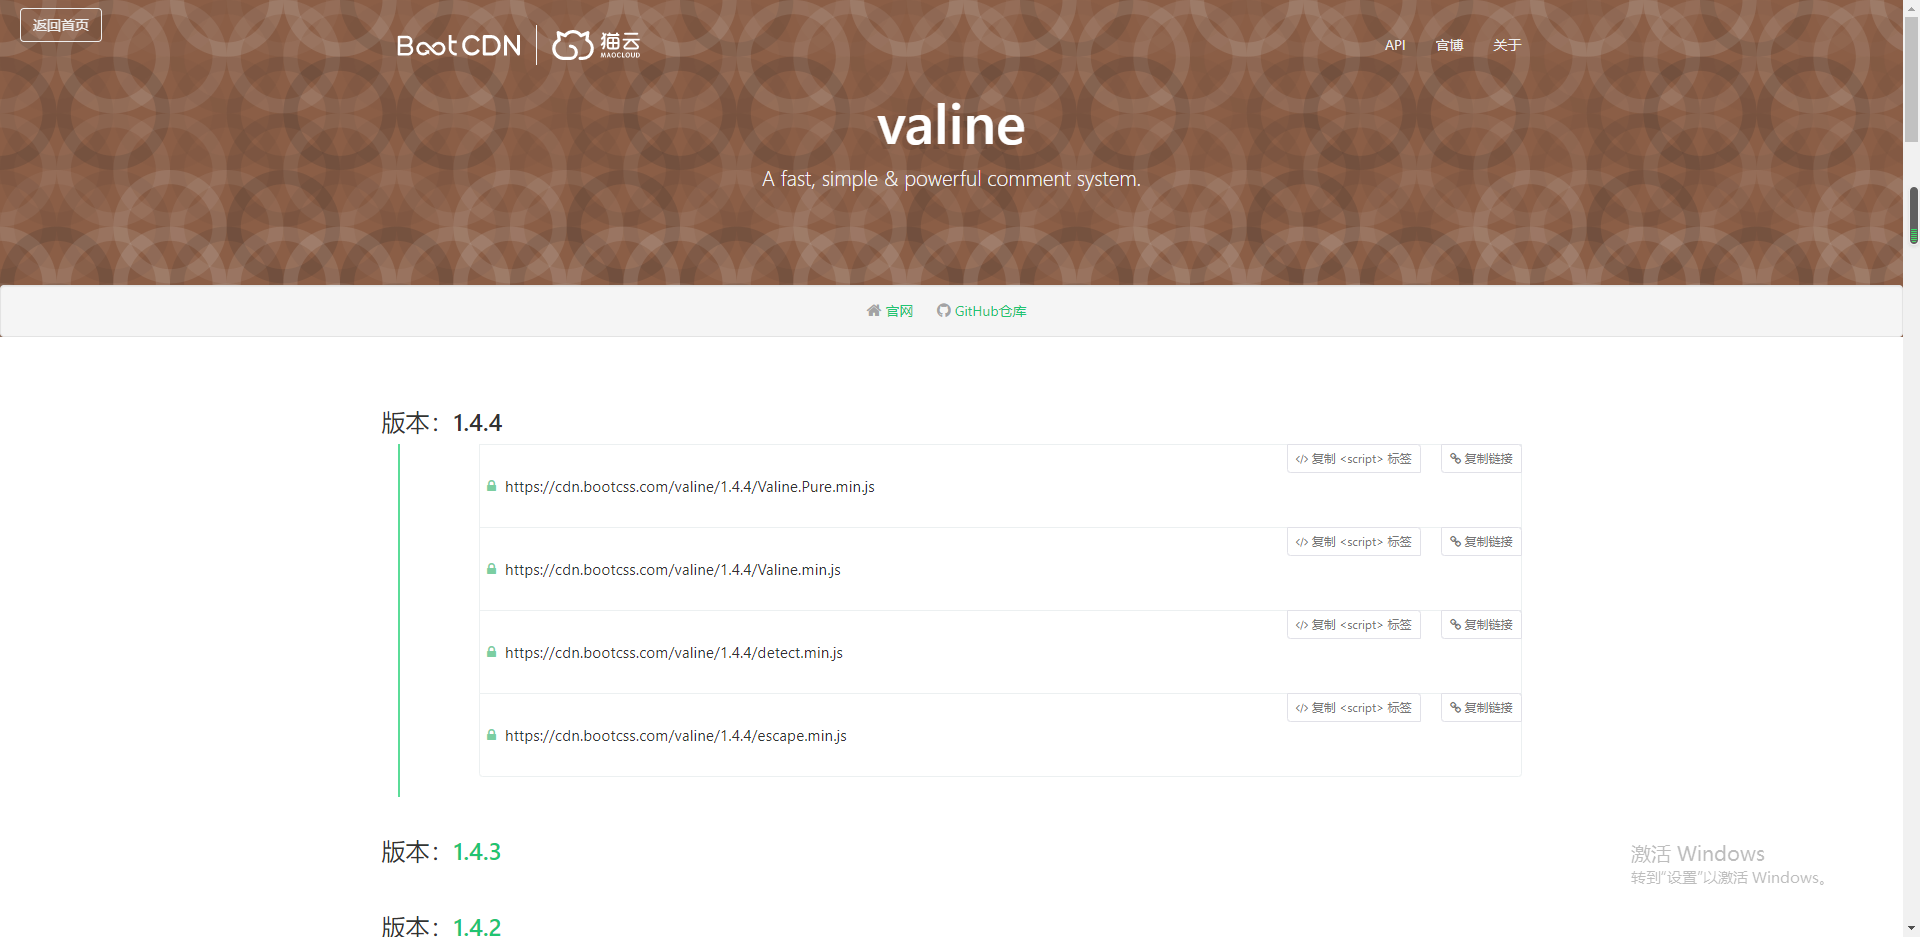 返回首页
BootCDN
猫云
MAOCLOUD
API 官博 关于
valine
A fast, simple & powerful comment system.
官网 GitHub仓库
版本：1.4.4
</> 复制 <script> 标签 复制链接
https://cdn.bootcss.com/valine/1.4.4/Valine.Pure.min.js
</> 复制 <script> 标签 复制链接
https://cdn.bootcss.com/valine/1.4.4/Valine.min.js
</> 复制 <script> 标签 复制链接
https://cdn.bootcss.com/valine/1.4.4/detect.min.js
</> 复制 <script> 标签 复制链接
https://cdn.bootcss.com/valine/1.4.4/escape.min.js
版本：1.4.3
激活 Windows
转到"设置"以激活 Windows。
版本：1.4.2